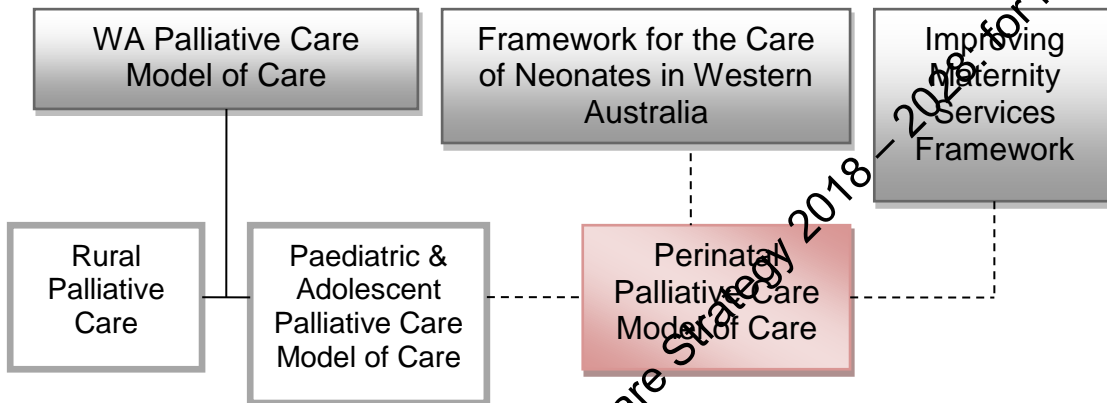 WA Palliative Care
Model of Care
Framework for the Care
of Neonates in Western
Australia
Improving
Maternity
Services
Framework
Rural
Palliative
Care
Paediatric &
Adolescent
Palliative Care
Model of Care
Perinatal
Palliative Care
Model of Care
are Strategy 2018 – 2028: for